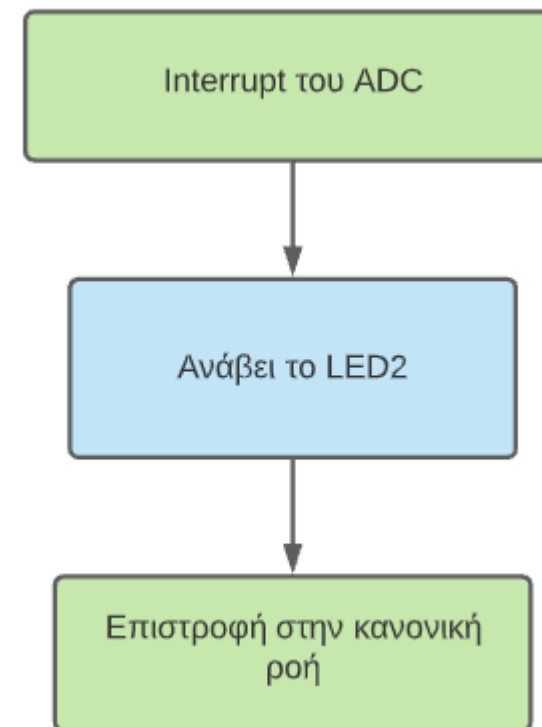 Interrupt του ADC
Ανάβει το LED2
Επιστροφή στην κανονική
ροή